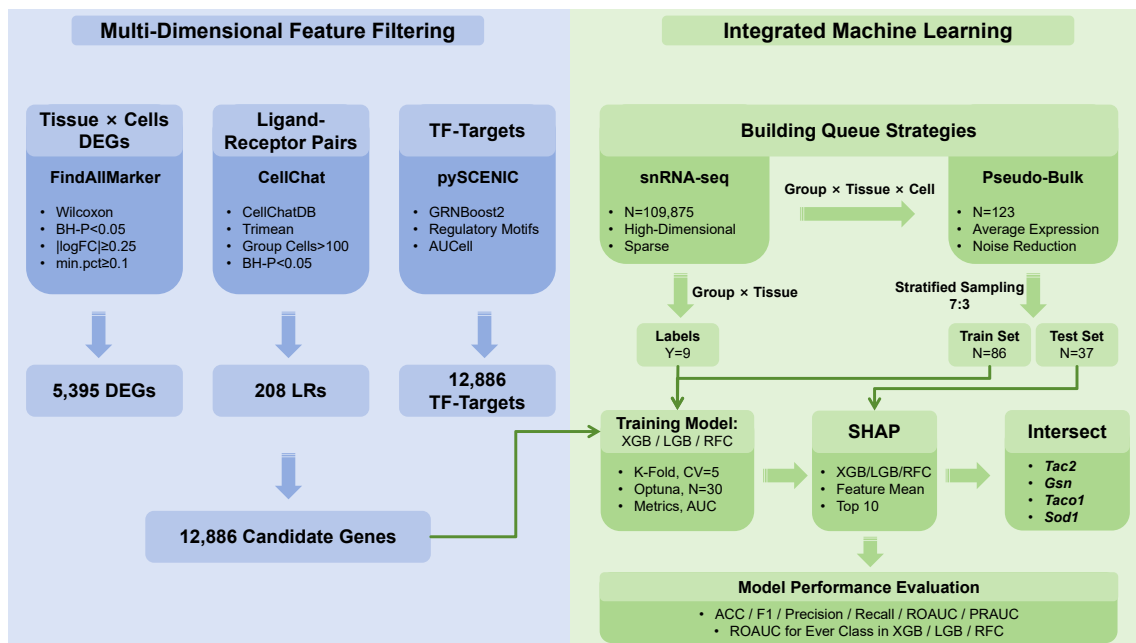 Multi-Dimensional Feature Filtering
Tissue × Cells
DEGs
FindAllMarker
• Wilcoxon
• BH-P<0.05
• |logFC|≥0.25
• min.pct≥0.1
5,395 DEGs
Ligand-
Receptor Pairs
CellChat
• CellChatDB
• Trimean
• Group Cells>100
• BH-P<0.05
208 LRs
TF-Targets
pySCENIC
• GRNBoost2
• Regulatory Motifs
• AUCell
12,886
TF-Targets
12,886 Candidate Genes
Integrated Machine Learning
Building Queue Strategies
snRNA-seq
• N=109,875
• High-Dimensional
• Sparse
Group × Tissue × Cell
Pseudo-Bulk
• N=123
• Average Expression
• Noise Reduction
Group × Tissue
Stratified Sampling
7:3
Labels
Y=9
Train Set
N=86
Test Set
N=37
Training Model:
XGB / LGB / RFC
• K-Fold, CV=5
• Optuna, N=30
• Metrics, AUC
SHAP
• XGB/LGB/RFC
• Feature Mean
• Top 10
Intersect
• Tac2
• Gsn
• Taco1
• Sod1
Model Performance Evaluation
• ACC / F1 / Precision / Recall / ROAUC / PRAUC
• ROAUC for Ever Class in XGB / LGB / RFC